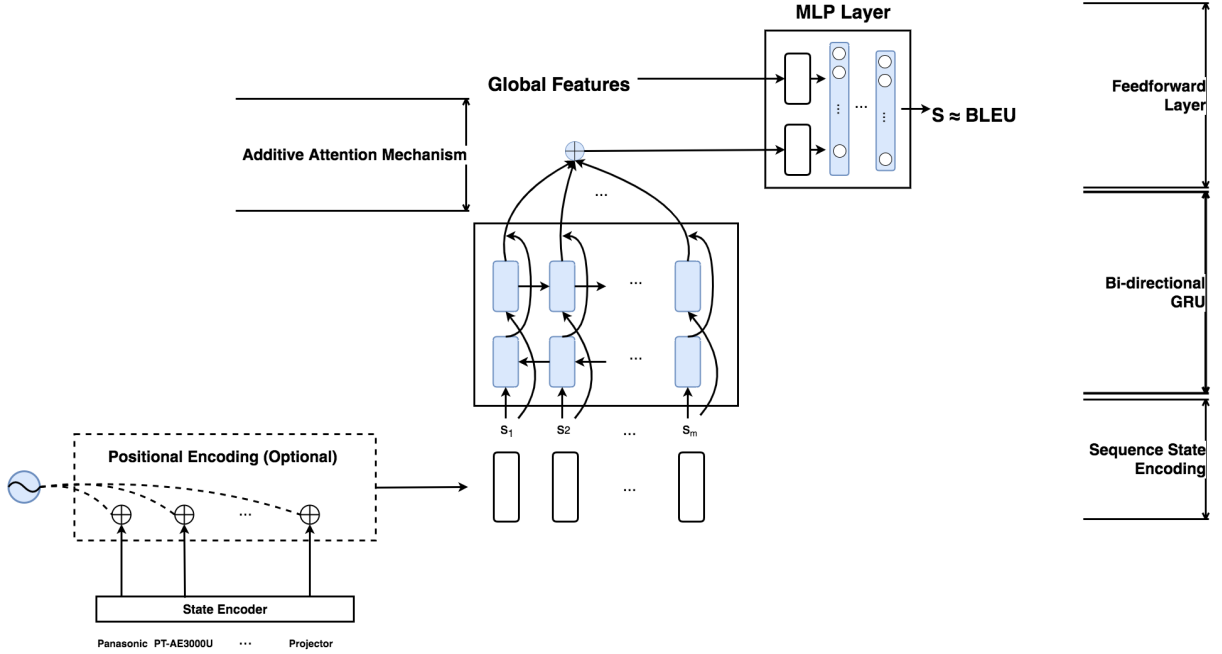 MLP Layer
Global Features
Feedforward
Layer
S ≈ BLEU
Additive Attention Mechanism
...
...
...
...
Bi-directional
GRU
...
...
s1
s2
...
sm
Sequence State
Encoding
Positional Encoding (Optional)
...
...
State Encoder
Panasonic PT-AE3000U ... Projector